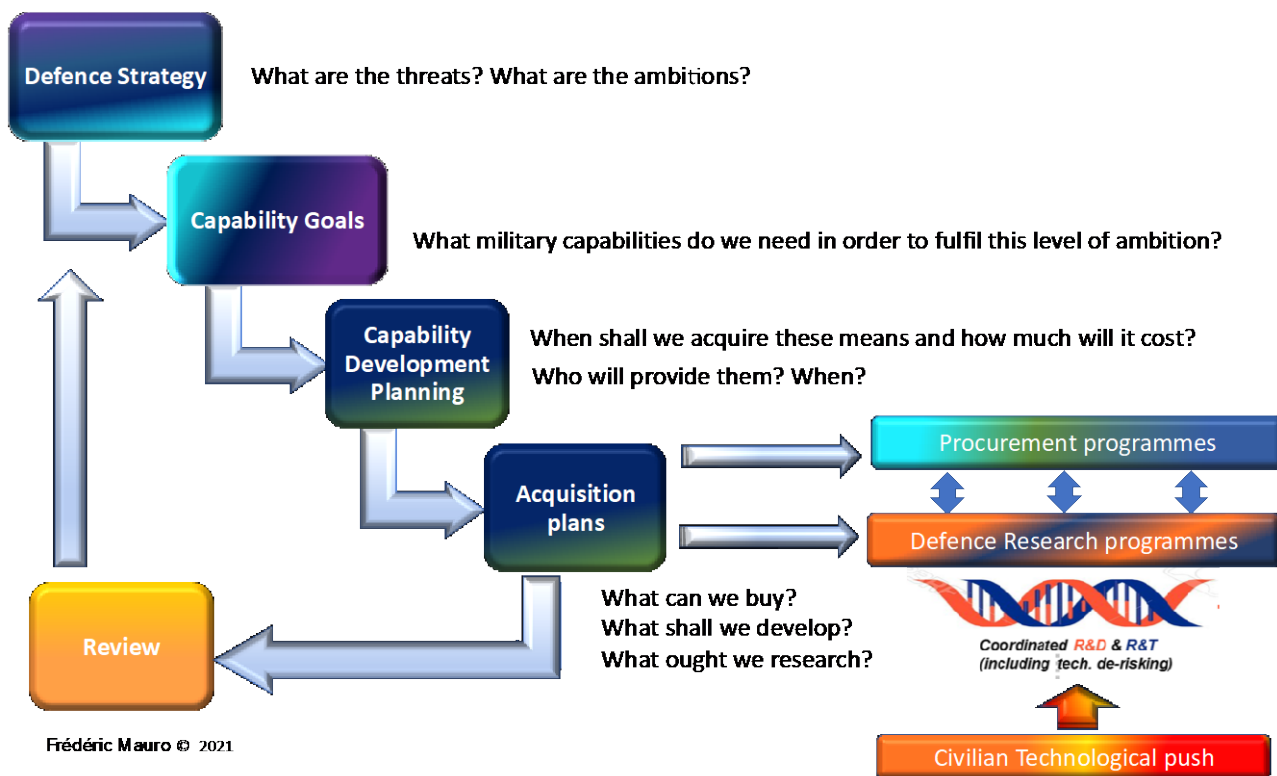 Defence Strategy
What are the threats? What are the ambitions?
Capability Goals
What military capabilities do we need in order to fulfil this level of ambition?
Capability
Development
Planning
When shall we acquire these means and how much will it cost?
Who will provide them? When?
Acquisition
plans
Procurement programmes
Defence Research programmes
What can we buy?
What shall we develop?
What ought we research?
Coordinated R&D & R&T
(including tech. de-risking)
Review
Frédéric Mauro © 2021
Civilian Technological push